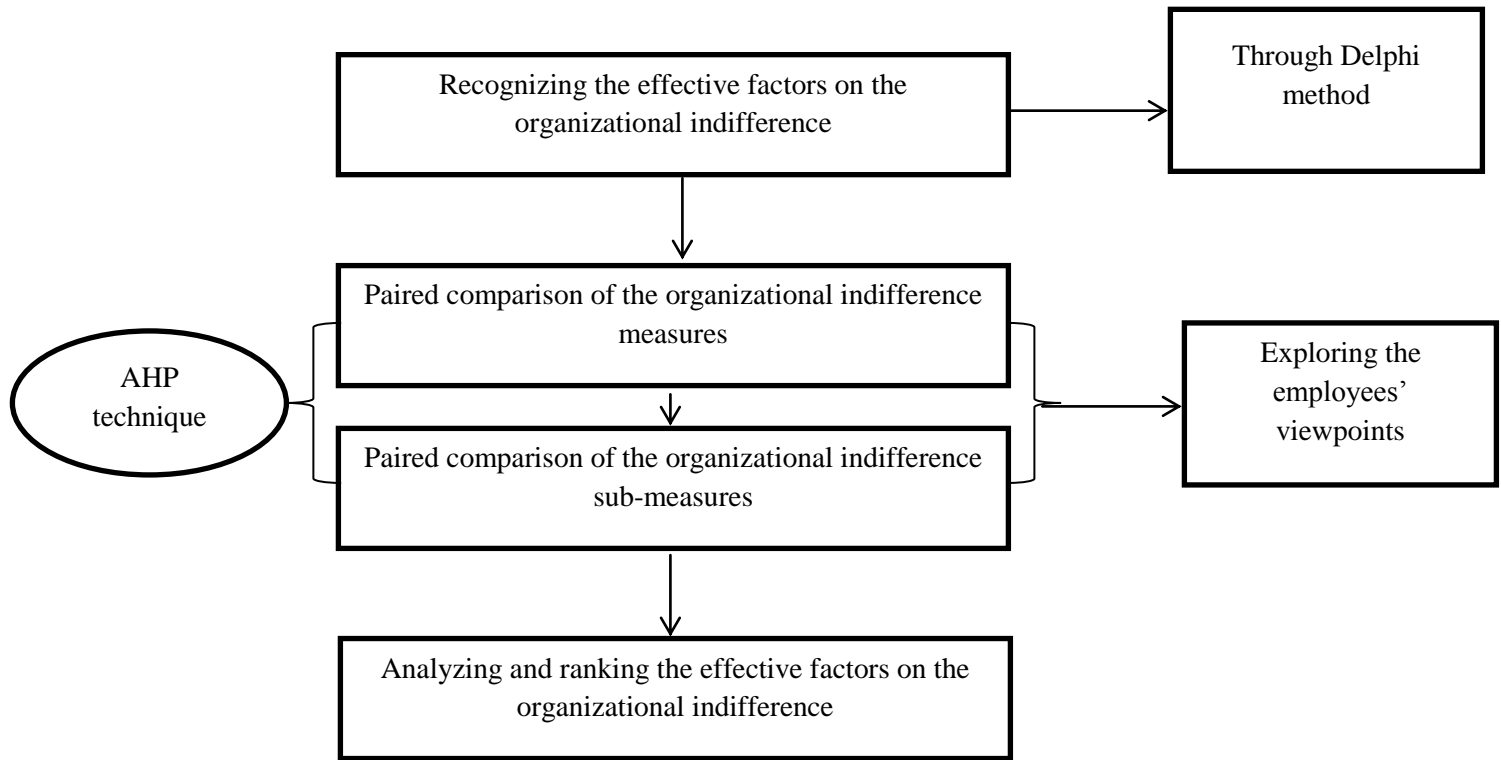 Recognizing the effective factors on the
organizational indifference
Through Delphi
method
Paired comparison of the organizational indifference
measures
AHP
technique
Exploring the
employees’
viewpoints
Paired comparison of the organizational indifference
sub-measures
Analyzing and ranking the effective factors on the
organizational indifference